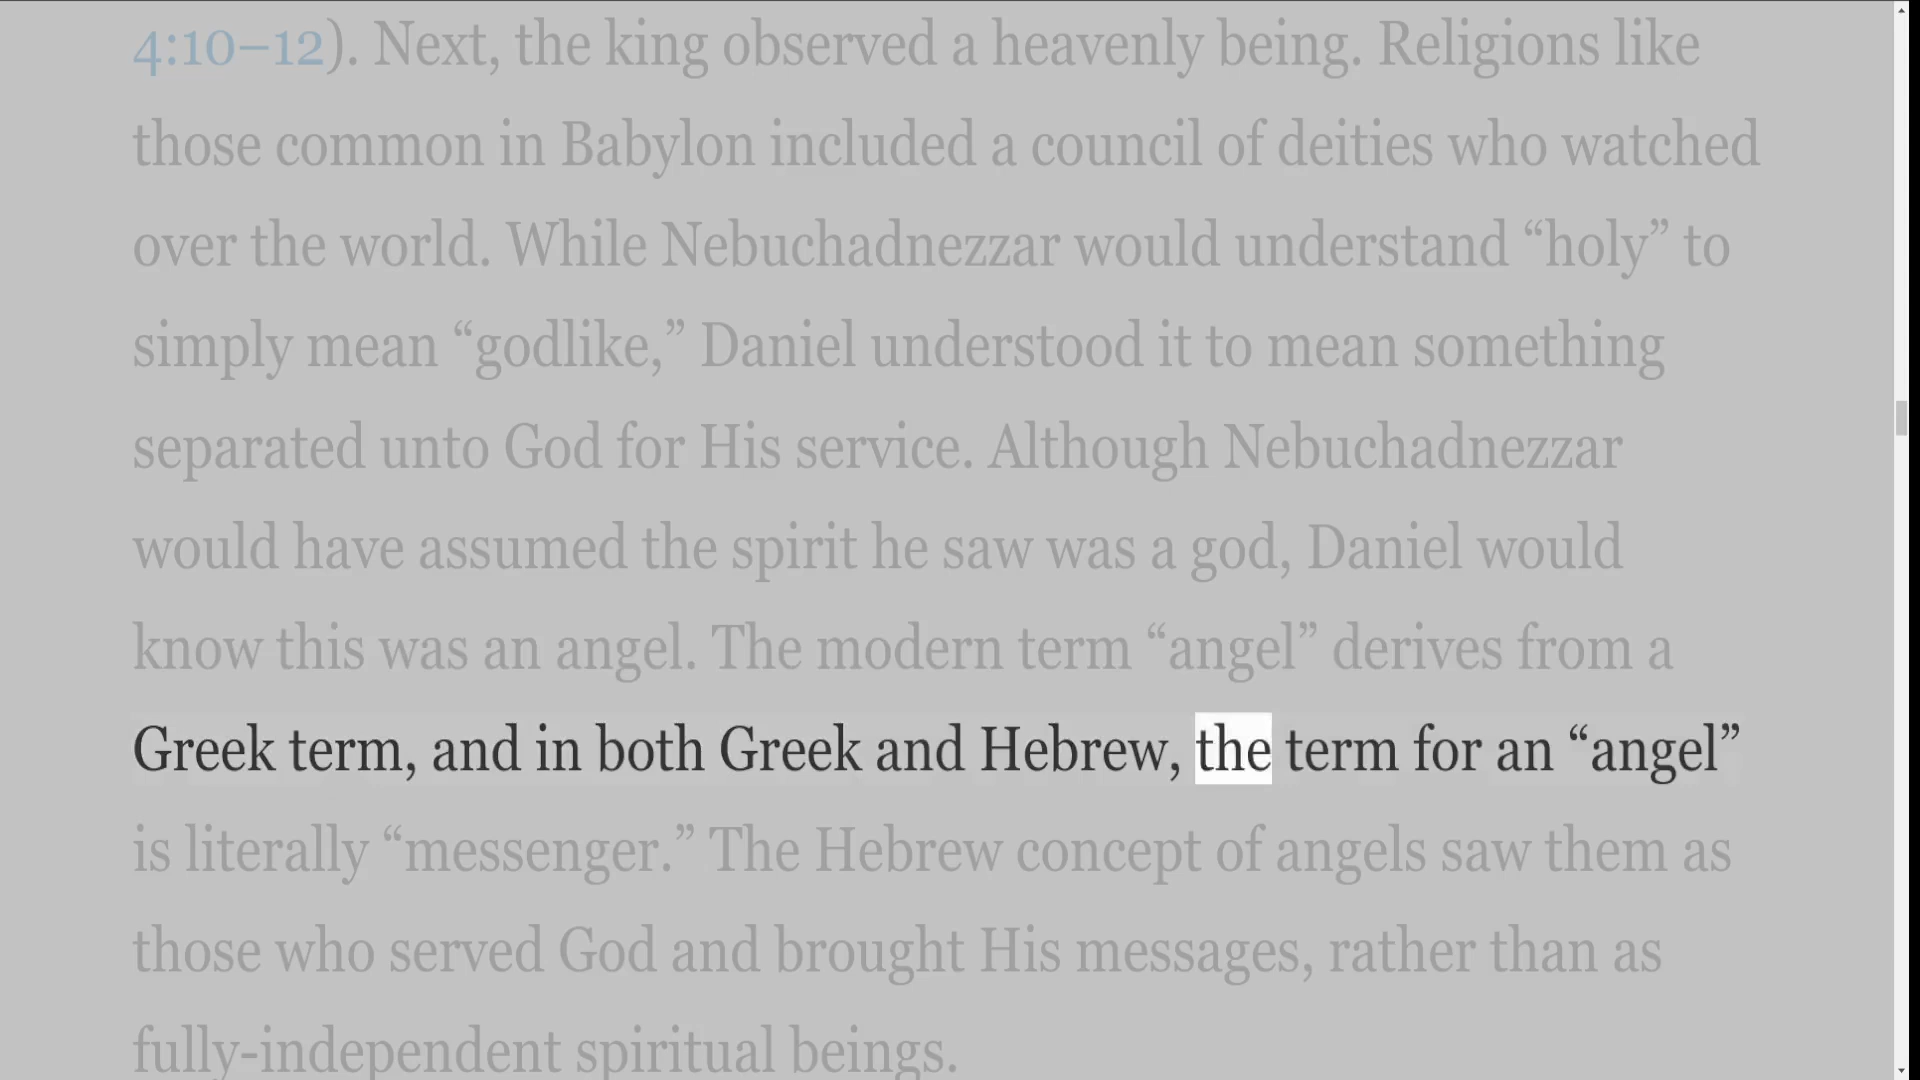 4:10–12). Next, the king observed a heavenly being. Religions like
those common in Babylon included a council of deities who watched
over the world. While Nebuchadnezzar would understand “holy” to
simply mean “godlike,” Daniel understood it to mean something
separated unto God for His service. Although Nebuchadnezzar
would have assumed the spirit he saw was a god, Daniel would
know this was an angel. The modern term “angel” derives from a
Greek term, and in both Greek and Hebrew, the term for an “angel”
is literally “messenger.” The Hebrew concept of angels saw them as
those who served God and brought His messages, rather than as
fully-independent spiritual beings.